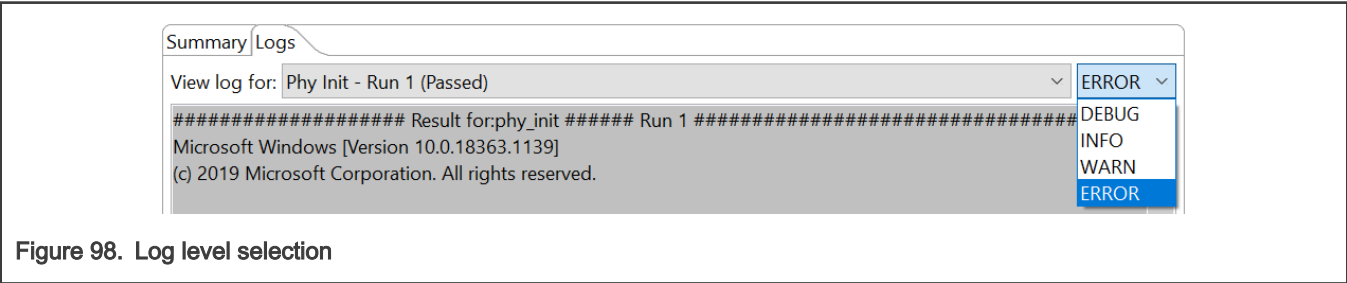 Summary Logs
View log for: Phy Init - Run 1 (Passed) ERROR
#################### Result for:phy_init ###### Run 1 ################################# DEBUG
Microsoft Windows [Version 10.0.18363.1139] INFO
(c) 2019 Microsoft Corporation. All rights reserved. WARN
ERROR
Figure 98. Log level selection